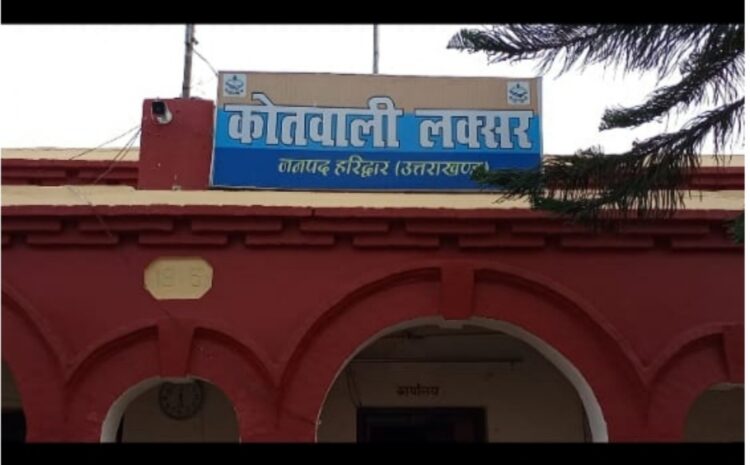 कोतवाली लक्सर
जनपद हरिद्वार (उत्तराखण्ड)
कार्यालय